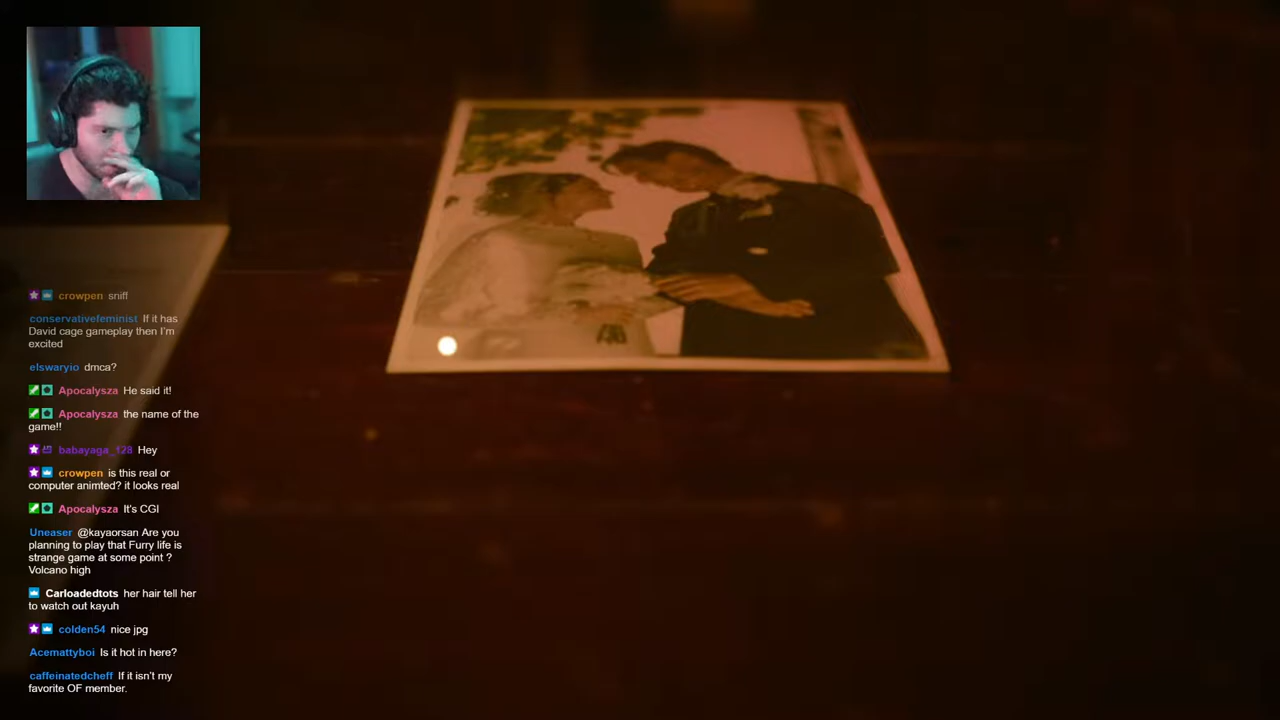 crowpen sniff
conservativefeminist If it has
David cage gameplay then I'm
excited
elswaryio dmca?
Apocalysza He said it!
Apocalysza the name of the
game!!
babayaga_128 Hey
crowpen is this real or
computer animted? it looks real
Apocalysza It's CGI
Uneaser @kayaorsan Are you
planning to play that Furry life is
strange game at some point ?
Volcano high
Carloadedtots her hair tell her
to watch out kayuh
colden54 nice jpg
Acemattyboi Is it hot in here?
caffeinatedcheff If it isn't my
favorite OF member.